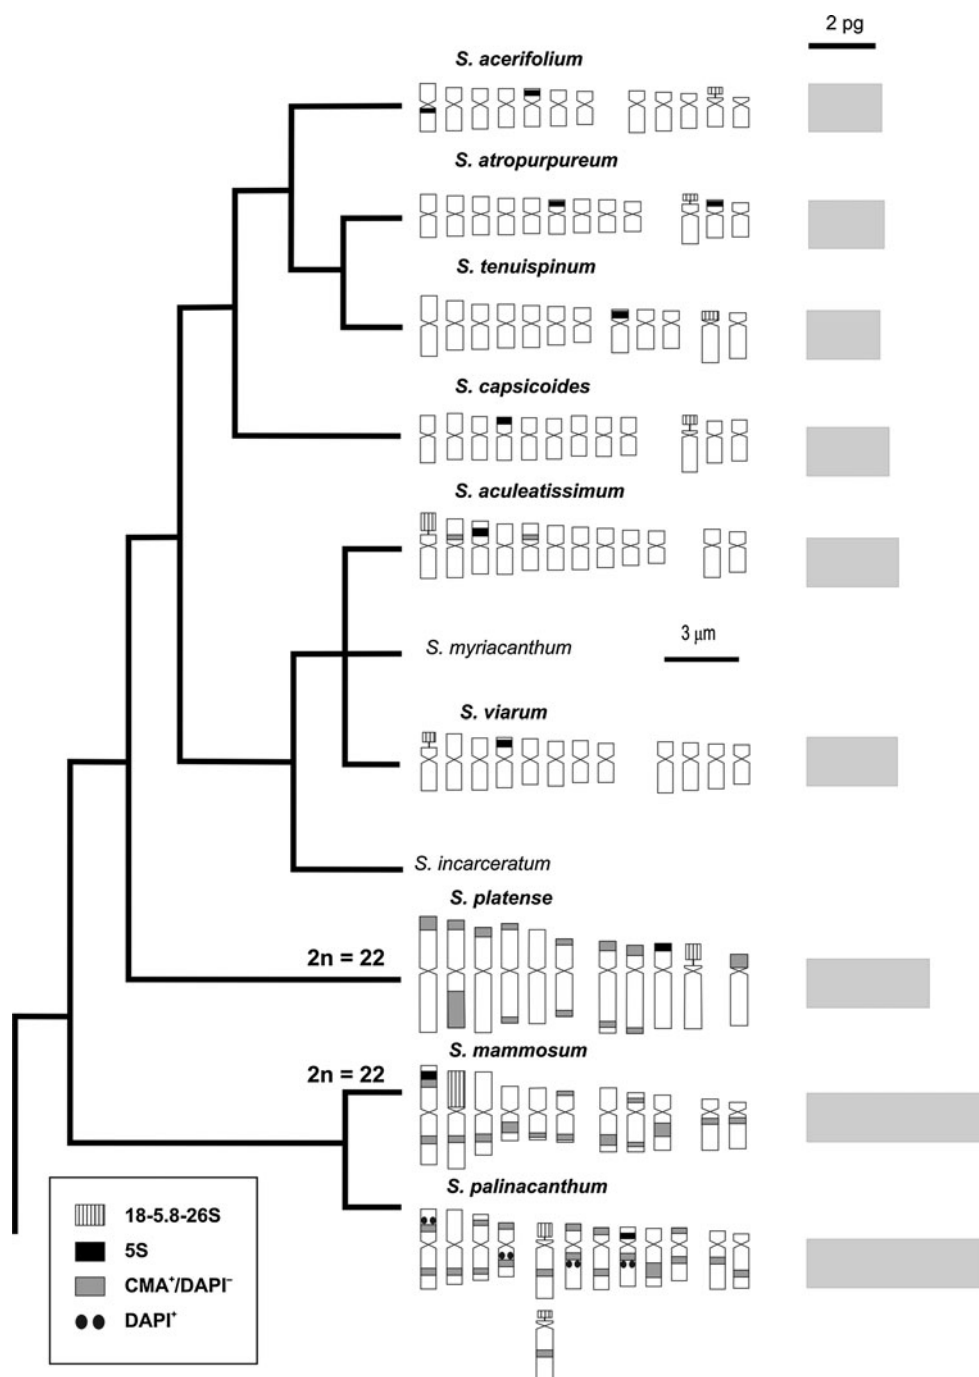 2 pg
S. acerifolium
S. atropurpureum
S. tenuispinum
S. capsicoides
S. aculeatissimum
3 μm
S. myriacanthum
S. viarum
S. incarceratum
S. platense
2n = 22
S. mammosum
2n = 22
S. palinacanthum
18-5.8-26S
5S
CMA⁺/DAPI⁻
DAPI⁺